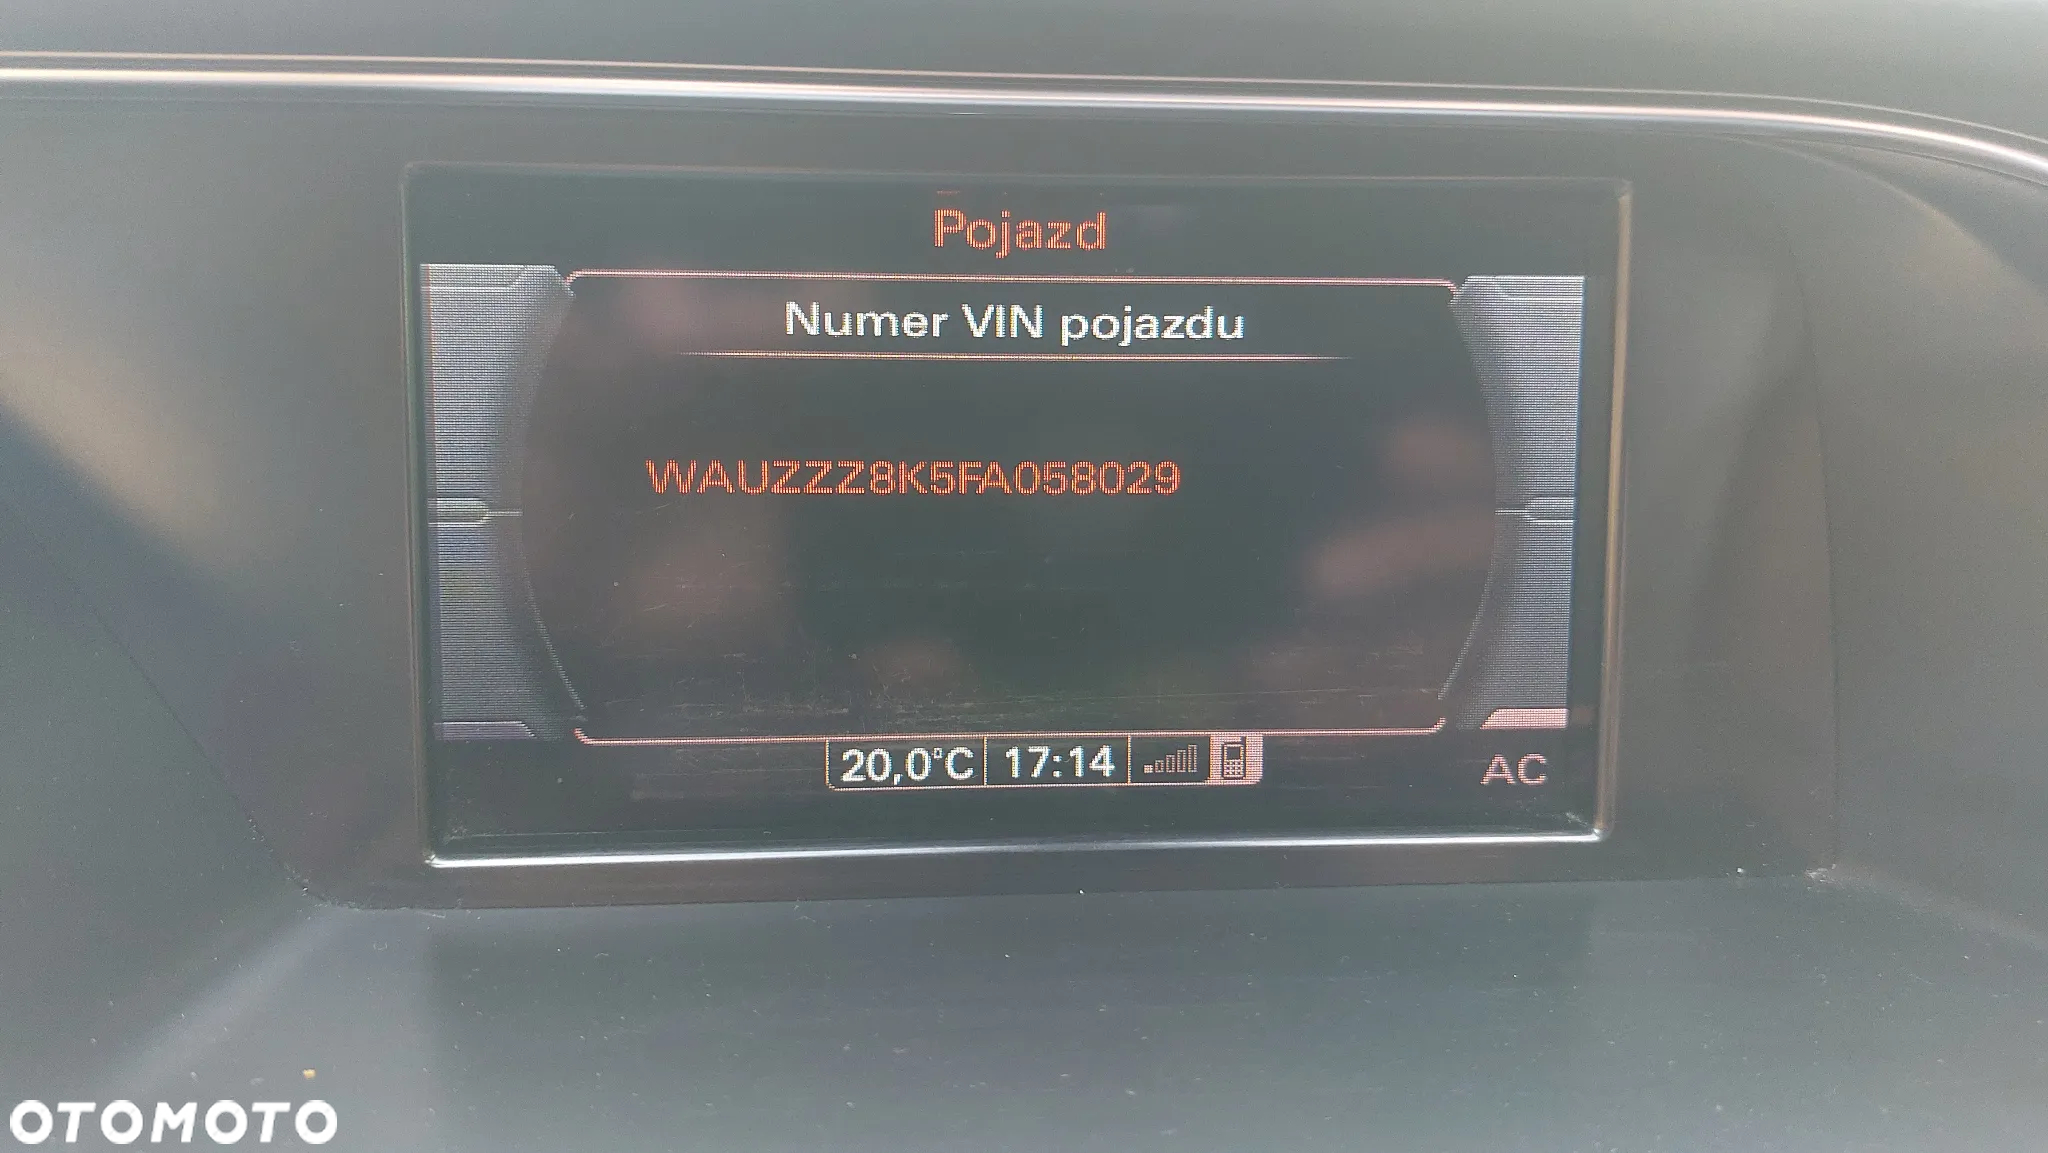 Pojazd
Numer VIN pojazdu
WAUZZZ8K5FA058029
20,0°C 17:14
AC
OTOMOTO